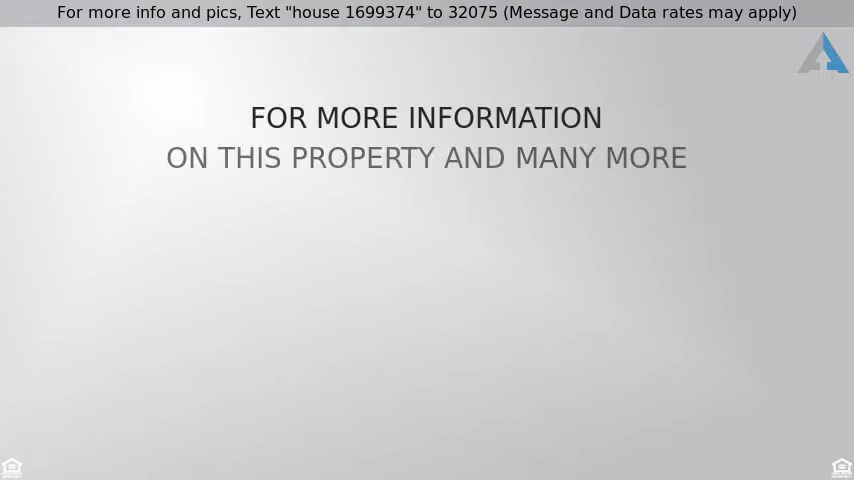 For more info and pics, Text "house 1699374" to 32075 (Message and Data rates may apply)
FOR MORE INFORMATION
ON THIS PROPERTY AND MANY MORE